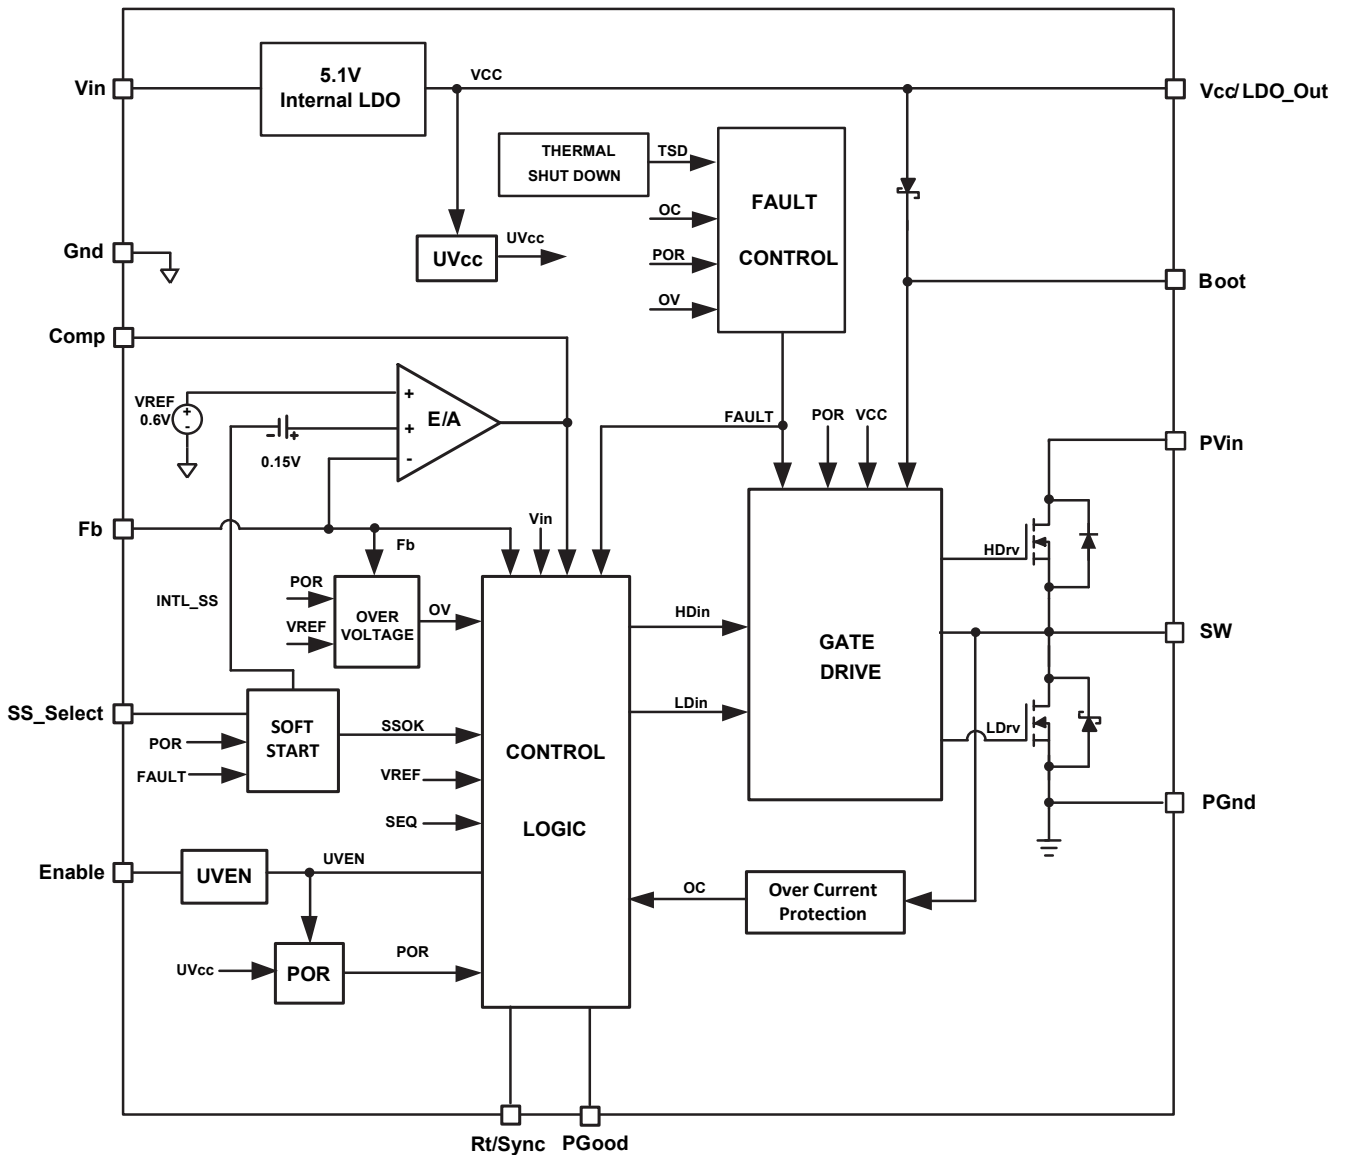 Vin
5.1V
Internal LDO
VCC
Vcc/LDO_Out
THERMAL
SHUT DOWN
TSD
OC
POR
OV
FAULT
CONTROL
Gnd
UVcc
UVcc
Boot
Comp
VREF
0.6V
+
-
- +
0.15V
+
+
-
E/A
FAULT
POR
VCC
PVin
Fb
Fb
Vin
INTL_SS
POR
VREF
OVER
VOLTAGE
OV
HDin
LDin
GATE
DRIVE
HDrv
SW
LDrv
PGnd
SS_Select
POR
FAULT
SOFT
START
SSOK
VREF
SEQ
CONTROL
LOGIC
Enable
UVEN
UVEN
UVcc
POR
POR
OC
Over Current
Protection
Rt/Sync
PGood